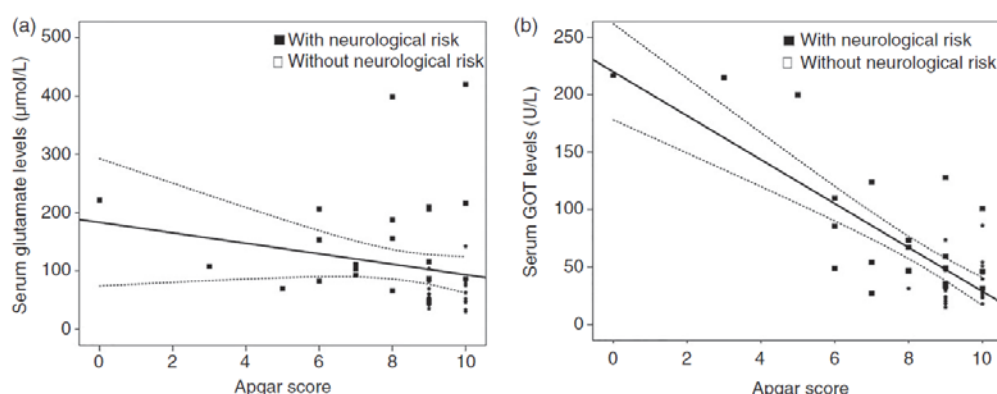 (a)
With neurological risk
Without neurological risk
Serum glutamate levels (µmol/L)
500
400
300
200
100
0
0 2 4 6 8 10
Apgar score
(b)
With neurological risk
Without neurological risk
Serum GOT levels (U/L)
250
200
150
100
50
0
0 2 4 6 8 10
Apgar score